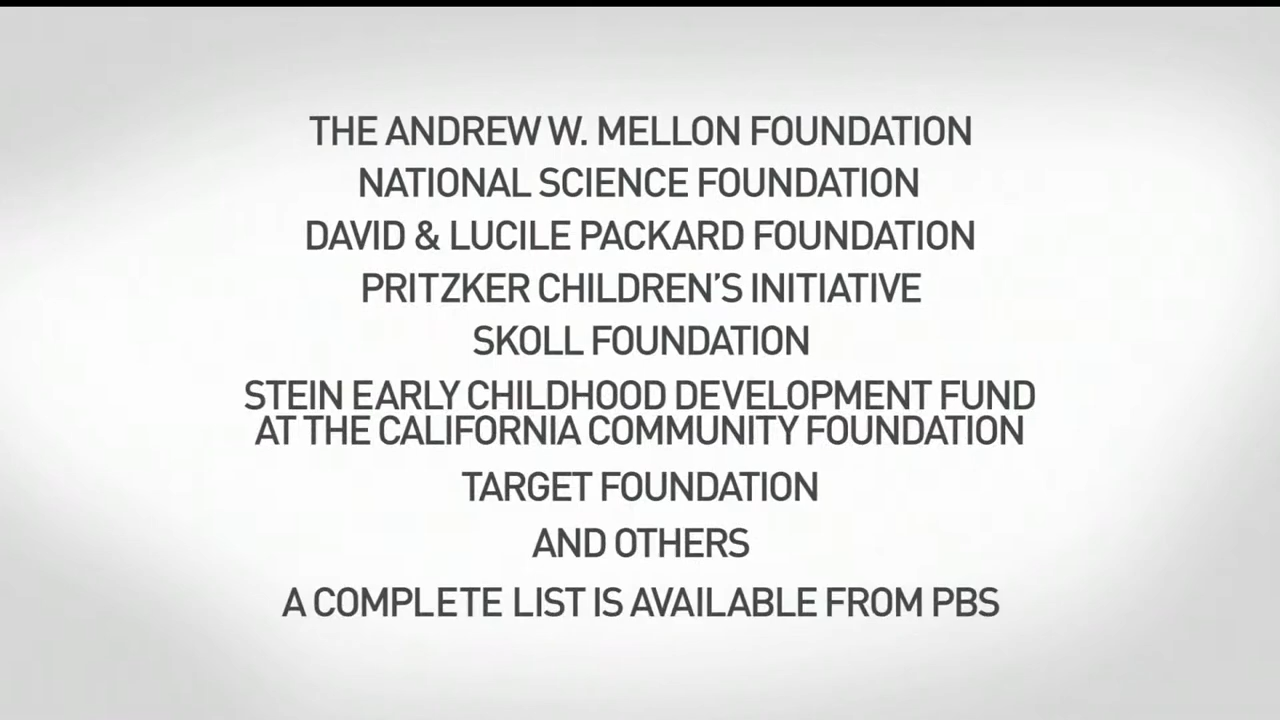 THE ANDREW W. MELLON FOUNDATION
NATIONAL SCIENCE FOUNDATION
DAVID & LUCILE PACKARD FOUNDATION
PRITZKER CHILDREN’S INITIATIVE
SKOLL FOUNDATION
STEIN EARLY CHILDHOOD DEVELOPMENT FUND
AT THE CALIFORNIA COMMUNITY FOUNDATION
TARGET FOUNDATION
AND OTHERS
A COMPLETE LIST IS AVAILABLE FROM PBS